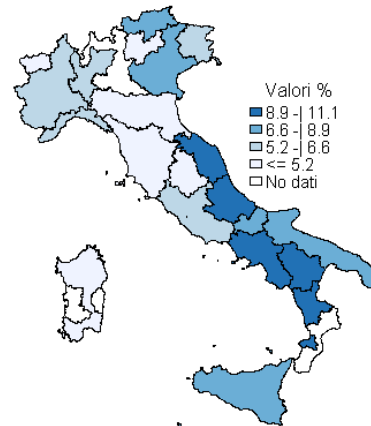 Valori %
8.9 -| 11.1
6.6 -| 8.9
5.2 -| 6.6
<= 5.2
No dati